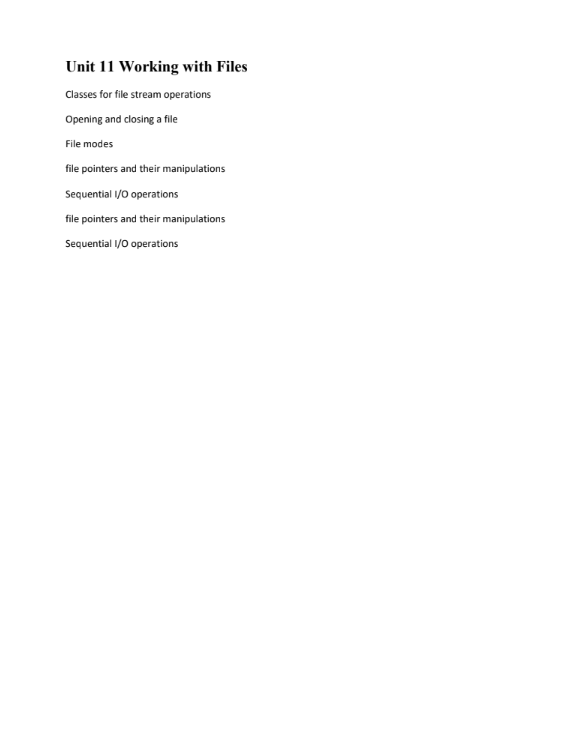 Unit 11 Working with Files
Classes for file stream operations
Opening and closing a file
File modes
file pointers and their manipulations
Sequential I/O operations
file pointers and their manipulations
Sequential I/O operations